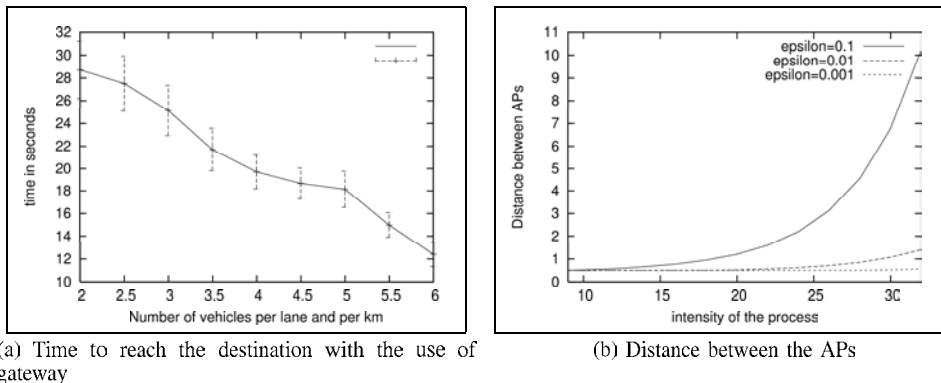 32
30
28
26
24
22
20
18
16
14
12
10
time in seconds
2 2.5 3 3.5 4 4.5 5 5.5 6
Number of vehicles per lane and per km
(a) Time to reach the destination with the use of
gateway
11
10
9
8
7
6
5
4
3
2
1
0
Distance between APs
epsilon=0.1
epsilon=0.01
epsilon=0.001
10 15 20 25 30
intensity of the process
(b) Distance between the APs